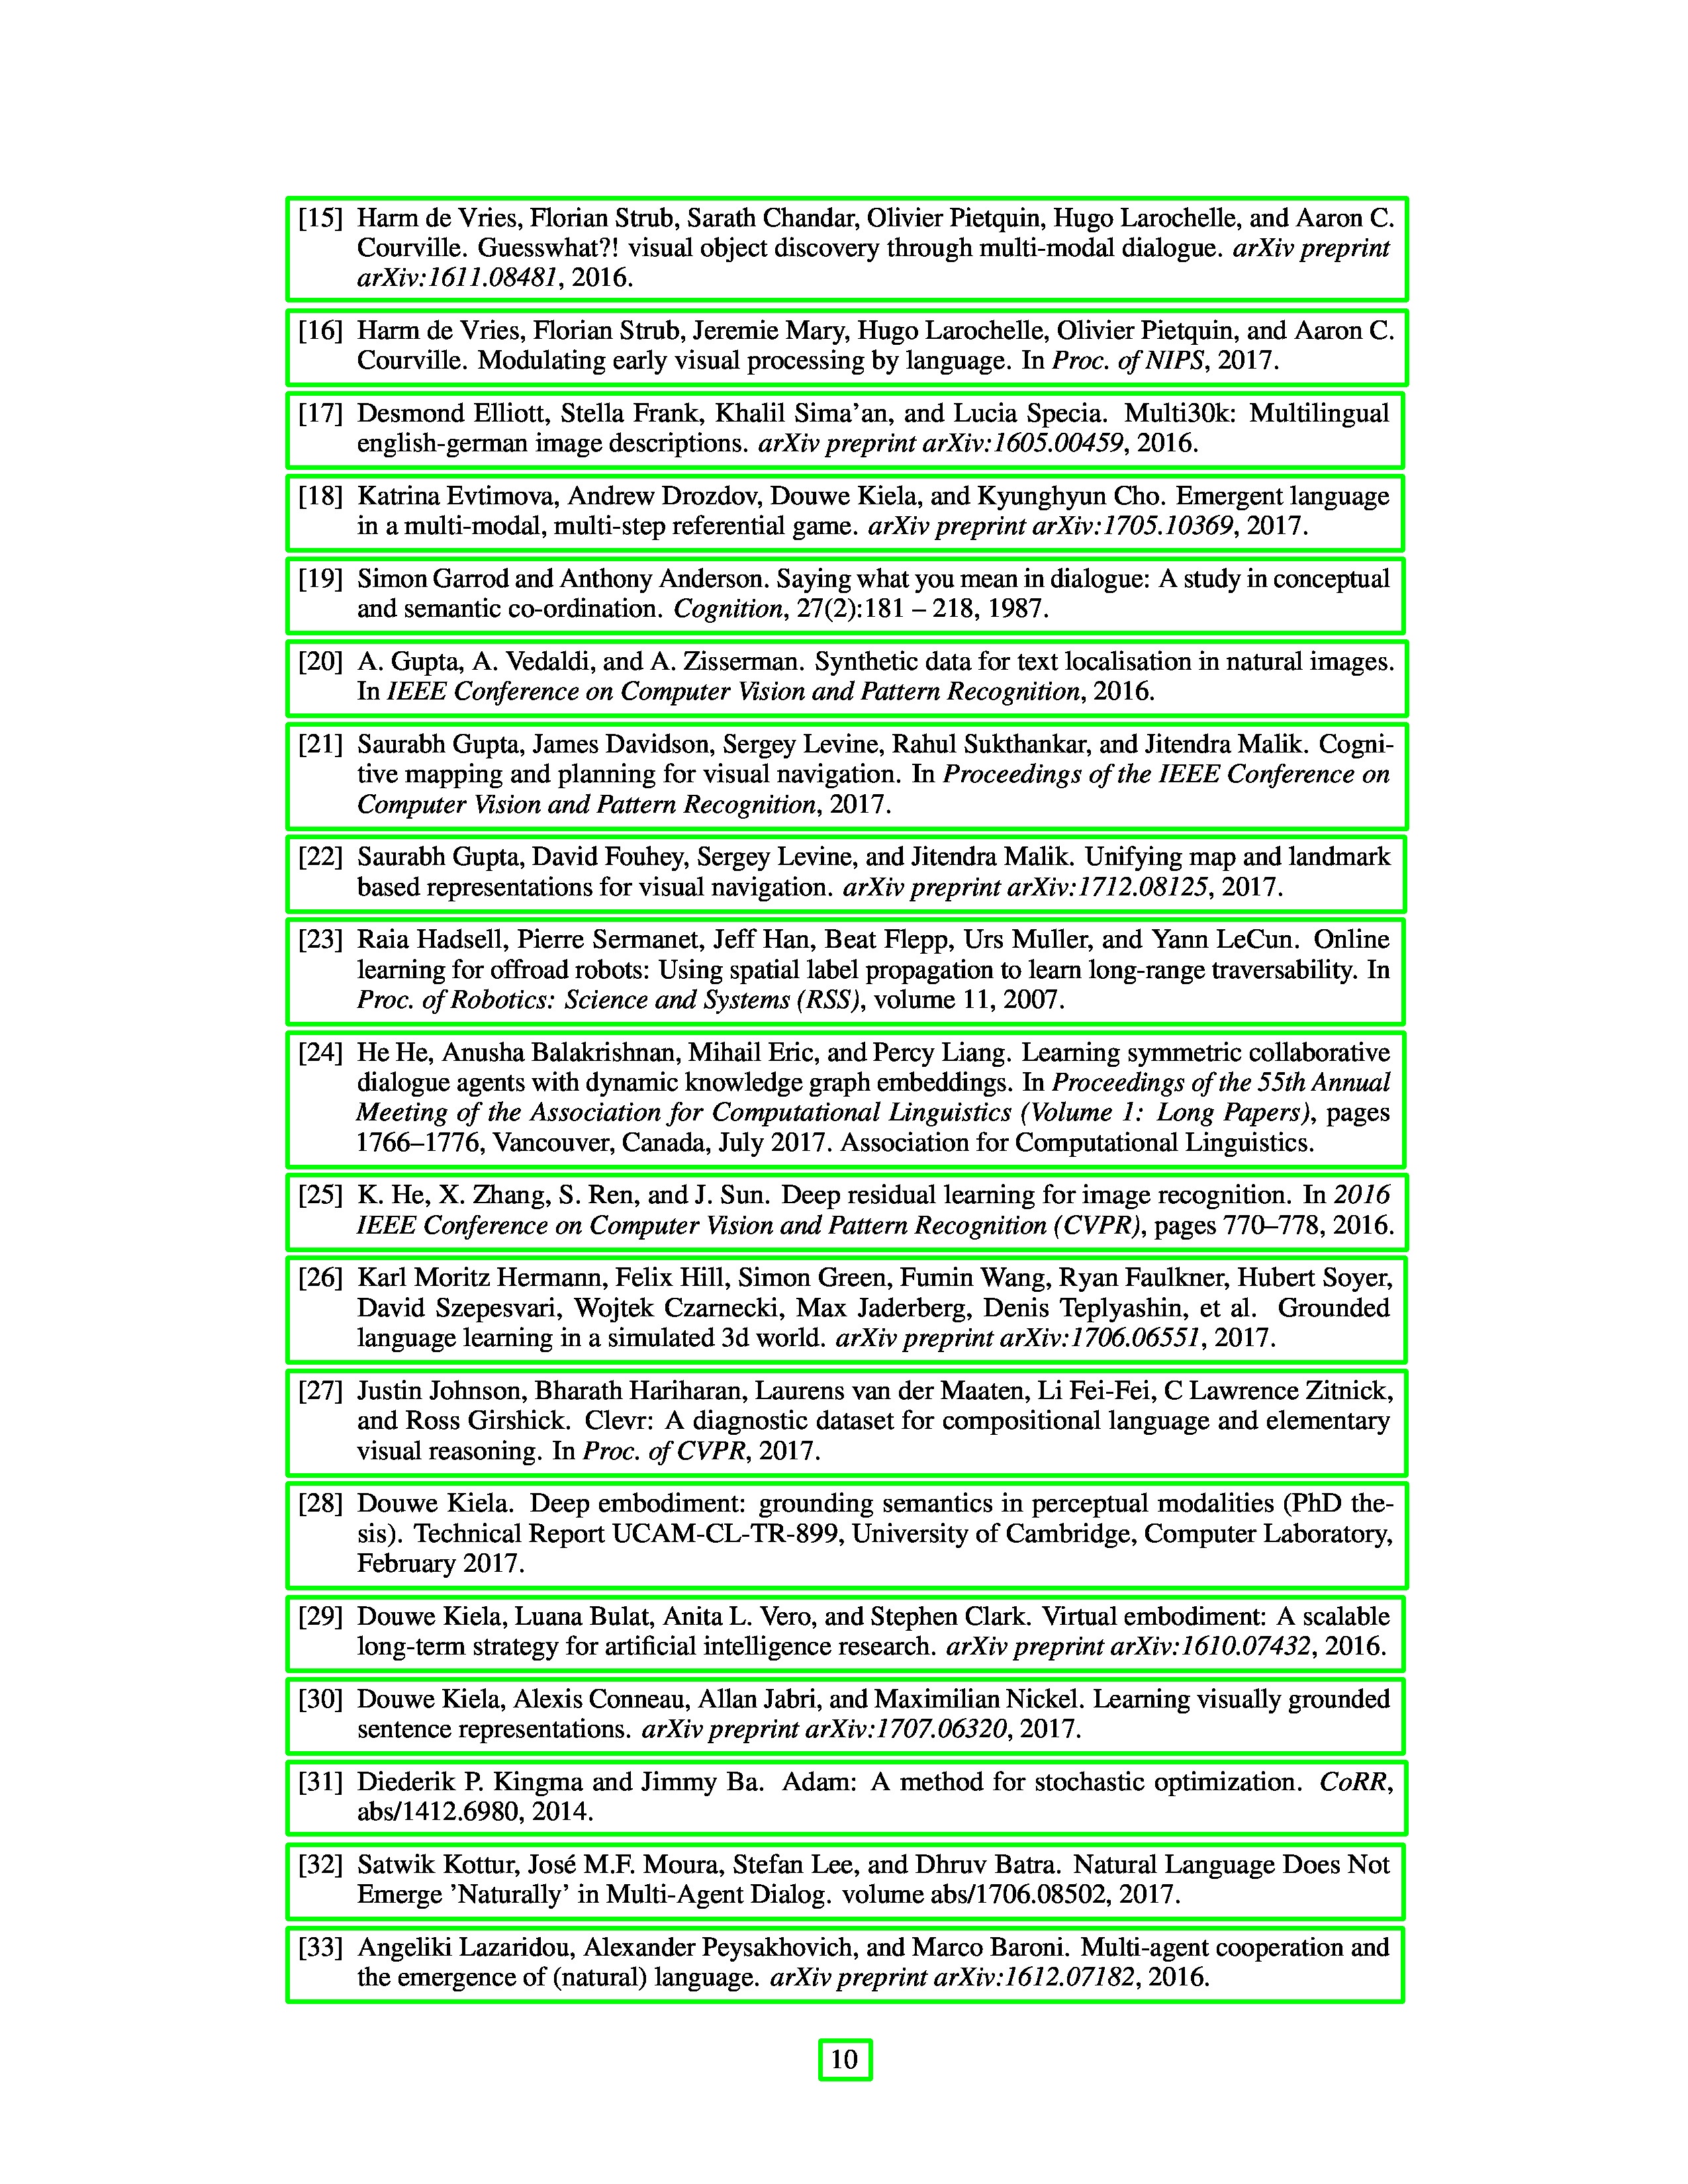 [15] Harm de Vries, Florian Strub, Sarath Chandar, Olivier Pietquin, Hugo Larochelle, and Aaron C.
Courville. Guesswhat?! visual object discovery through multi-modal dialogue. arXiv preprint
arXiv:1611.08481, 2016.
[16] Harm de Vries, Florian Strub, Jeremie Mary, Hugo Larochelle, Olivier Pietquin, and Aaron C.
Courville. Modulating early visual processing by language. In Proc. of NIPS, 2017.
[17] Desmond Elliott, Stella Frank, Khalil Sima'an, and Lucia Specia. Multi30k: Multilingual
english-german image descriptions. arXiv preprint arXiv:1605.00459, 2016.
[18] Katrina Evtimova, Andrew Drozdov, Douwe Kiela, and Kyunghyun Cho. Emergent language
in a multi-modal, multi-step referential game. arXiv preprint arXiv:1705.10369, 2017.
[19] Simon Garrod and Anthony Anderson. Saying what you mean in dialogue: A study in conceptual
and semantic co-ordination. Cognition, 27(2):181 – 218, 1987.
[20] A. Gupta, A. Vedaldi, and A. Zisserman. Synthetic data for text localisation in natural images.
In IEEE Conference on Computer Vision and Pattern Recognition, 2016.
[21] Saurabh Gupta, James Davidson, Sergey Levine, Rahul Sukthankar, and Jitendra Malik. Cogni-
tive mapping and planning for visual navigation. In Proceedings of the IEEE Conference on
Computer Vision and Pattern Recognition, 2017.
[22] Saurabh Gupta, David Fouhey, Sergey Levine, and Jitendra Malik. Unifying map and landmark
based representations for visual navigation. arXiv preprint arXiv:1712.08125, 2017.
[23] Raia Hadsell, Pierre Sermanet, Jeff Han, Beat Flepp, Urs Muller, and Yann LeCun. Online
learning for offroad robots: Using spatial label propagation to learn long-range traversability. In
Proc. of Robotics: Science and Systems (RSS), volume 11, 2007.
[24] He He, Anusha Balakrishnan, Mihail Eric, and Percy Liang. Learning symmetric collaborative
dialogue agents with dynamic knowledge graph embeddings. In Proceedings of the 55th Annual
Meeting of the Association for Computational Linguistics (Volume 1: Long Papers), pages
1766–1776, Vancouver, Canada, July 2017. Association for Computational Linguistics.
[25] K. He, X. Zhang, S. Ren, and J. Sun. Deep residual learning for image recognition. In 2016
IEEE Conference on Computer Vision and Pattern Recognition (CVPR), pages 770–778, 2016.
[26] Karl Moritz Hermann, Felix Hill, Simon Green, Fumin Wang, Ryan Faulkner, Hubert Soyer,
David Szepesvari, Wojtek Czarnecki, Max Jaderberg, Denis Teplyashin, et al. Grounded
language learning in a simulated 3d world. arXiv preprint arXiv:1706.06551, 2017.
[27] Justin Johnson, Bharath Hariharan, Laurens van der Maaten, Li Fei-Fei, C Lawrence Zitnick,
and Ross Girshick. Clevr: A diagnostic dataset for compositional language and elementary
visual reasoning. In Proc. of CVPR, 2017.
[28] Douwe Kiela. Deep embodiment: grounding semantics in perceptual modalities (PhD the-
sis). Technical Report UCAM-CL-TR-899, University of Cambridge, Computer Laboratory,
February 2017.
[29] Douwe Kiela, Luana Bulat, Anita L. Vero, and Stephen Clark. Virtual embodiment: A scalable
long-term strategy for artificial intelligence research. arXiv preprint arXiv:1610.07432, 2016.
[30] Douwe Kiela, Alexis Conneau, Allan Jabri, and Maximilian Nickel. Learning visually grounded
sentence representations. arXiv preprint arXiv:1707.06320, 2017.
[31] Diederik P. Kingma and Jimmy Ba. Adam: A method for stochastic optimization. CoRR,
abs/1412.6980, 2014.
[32] Satwik Kottur, José M.F. Moura, Stefan Lee, and Dhruv Batra. Natural Language Does Not
Emerge ’Naturally’ in Multi-Agent Dialog. volume abs/1706.08502, 2017.
[33] Angeliki Lazaridou, Alexander Peysakhovich, and Marco Baroni. Multi-agent cooperation and
the emergence of (natural) language. arXiv preprint arXiv:1612.07182, 2016.
10